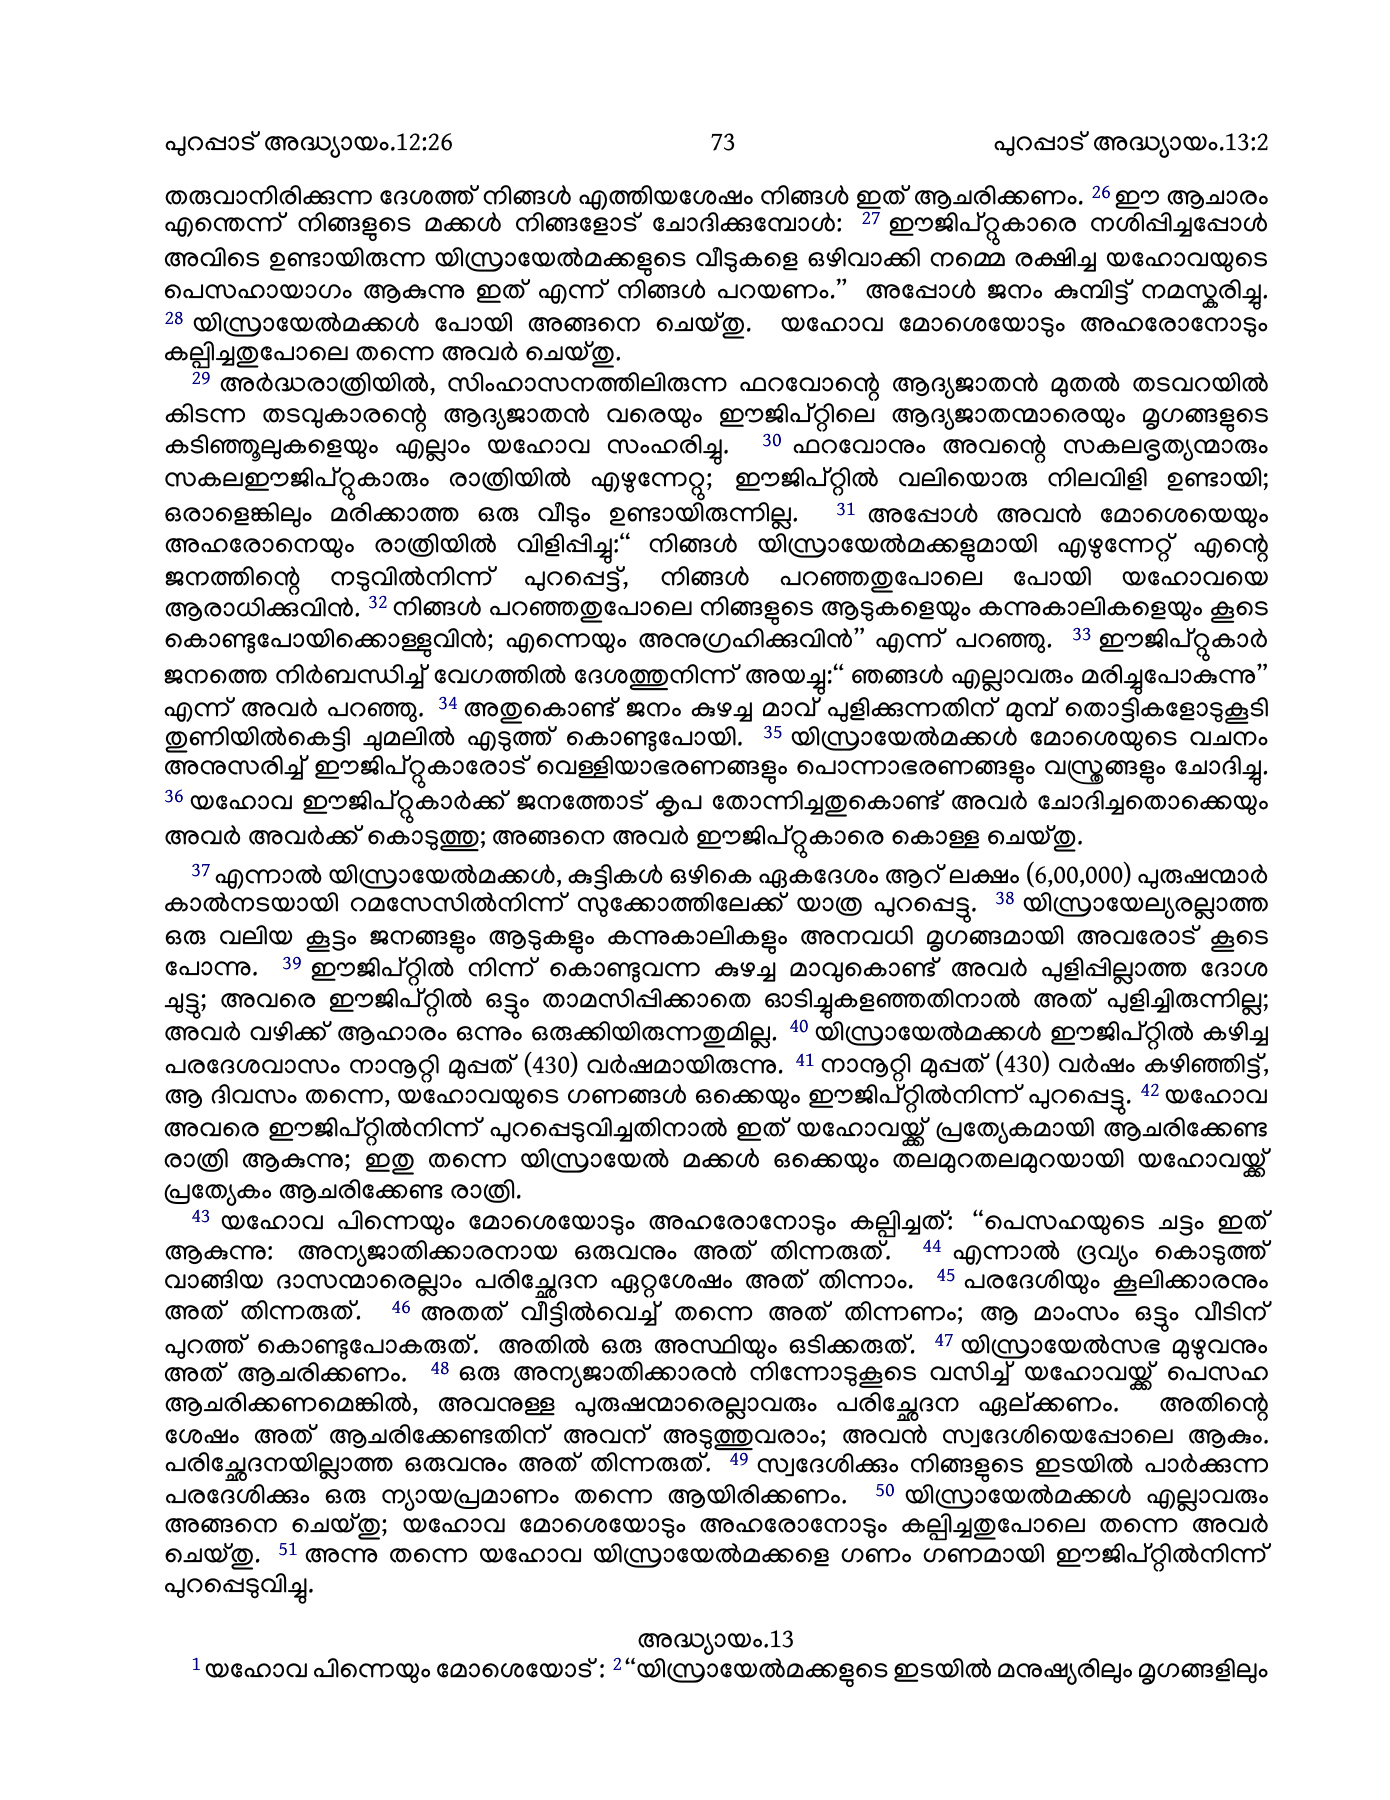 പുറപ്പാട് അദ്ധ്യായം.12:26 73 പുറപ്പാട് അദ്ധ്യായം.13:2
തരുവാനിരിക്കുന്ന ദേശത്ത് നിങ്ങൾ എത്തിയശേഷം നിങ്ങൾ ഇത് ആചരിക്കണം. 26 ഈ ആചാരം
എന്തെന്ന് നിങ്ങളുടെ മക്കൾ നിങ്ങളോട് ചോദിക്കുമ്പോൾ: 27 ഈജിപ്റ്റുകാരെ നശിപ്പിച്ചപ്പോൾ
അവിടെ ഉണ്ടായിരുന്ന യിസ്രായേൽമക്കളുടെ വീടുകളെ ഒഴിവാക്കി നമ്മെ രക്ഷിച്ച യഹോവയുടെ
പെസഹായാഗം ആകുന്നു ഇത് എന്ന് നിങ്ങൾ പറയണം.” അപ്പോൾ ജനം കുമ്പിട്ട് നമസ്കരിച്ചു.
28 യിസ്രായേൽമക്കൾ പോയി അങ്ങനെ ചെയ്തു. യഹോവ മോശെയോടും അഹരോനോടും
കല്പിച്ചതുപോലെ തന്നെ അവർ ചെയ്തു.
29 അർദ്ധരാത്രിയിൽ, സിംഹാസനത്തിലിരുന്ന ഫറവോന്റെ ആദ്യജാതൻ മുതൽ തടവറയിൽ
കിടന്ന തടവുകാരന്റെ ആദ്യജാതൻ വരെയും ഈജിപ്റ്റിലെ ആദ്യജാതന്മാരെയും മൃഗങ്ങളുടെ
കടിഞ്ഞൂലുകളെയും എല്ലാം യഹോവ സംഹരിച്ചു. 30 ഫറവോനും അവന്റെ സകലഭൃത്യന്മാരും
സകലഈജിപ്റ്റുകാരും രാത്രിയിൽ എഴുന്നേറ്റു; ഈജിപ്റ്റിൽ വലിയൊരു നിലവിളി ഉണ്ടായി;
ഒരാളെങ്കിലും മരിക്കാത്ത ഒരു വീടും ഉണ്ടായിരുന്നില്ല. 31 അപ്പോൾ അവൻ മോശെയെയും
അഹരോനെയും രാത്രിയിൽ വിളിപ്പിച്ചു:“ നിങ്ങൾ യിസ്രായേൽമക്കളുമായി എഴുന്നേറ്റ് എന്റെ
ജനത്തിന്റെ നടുവിൽനിന്ന് പുറപ്പെട്ട്, നിങ്ങൾ പറഞ്ഞതുപോലെ പോയി യഹോവയെ
ആരാധിക്കുവിൻ. 32 നിങ്ങൾ പറഞ്ഞതുപോലെ നിങ്ങളുടെ ആടുകളെയും കന്നുകാലികളെയും കൂടെ
കൊണ്ടുപോയിക്കൊള്ളുവിൻ; എന്നെയും അനുഗ്രഹിക്കുവിൻ” എന്ന് പറഞ്ഞു. 33 ഈജിപ്റ്റുകാർ
ജനത്തെ നിർബന്ധിച്ച് വേഗത്തിൽ ദേശത്തുനിന്ന് അയച്ചു:“ ഞങ്ങൾ എല്ലാവരും മരിച്ചുപോകുന്നു”
എന്ന് അവർ പറഞ്ഞു. 34 അതുകൊണ്ട് ജനം കുഴച്ച മാവ് പുളിക്കുന്നതിന് മുമ്പ് തൊട്ടികളോടുകൂടി
തുണിയിൽകെട്ടി ചുമലിൽ എടുത്ത് കൊണ്ടുപോയി. 35 യിസ്രായേൽമക്കൾ മോശെയുടെ വചനം
അനുസരിച്ച് ഈജിപ്റ്റുകാരോട് വെള്ളിയാഭരണങ്ങളും പൊന്നാഭരണങ്ങളും വസ്ത്രങ്ങളും ചോദിച്ചു.
36 യഹോവ ഈജിപ്റ്റുകാർക്ക് ജനത്തോട് കൃപ തോന്നിച്ചതുകൊണ്ട് അവർ ചോദിച്ചതൊക്കെയും
അവർ അവർക്ക് കൊടുത്തു; അങ്ങനെ അവർ ഈജിപ്റ്റുകാരെ കൊള്ള ചെയ്തു.
37 എന്നാൽ യിസ്രായേൽമക്കൾ, കുട്ടികൾ ഒഴികെ ഏകദേശം ആറ് ലക്ഷം (6,00,000) പുരുഷന്മാർ
കാൽനടയായി റമസേസിൽനിന്ന് സുക്കോത്തിലേക്ക് യാത്ര പുറപ്പെട്ടു. 38 യിസ്രായേല്യരല്ലാത്ത
ഒരു വലിയ കൂട്ടം ജനങ്ങളും ആടുകളും കന്നുകാലികളും അനവധി മൃഗങ്ങമായി അവരോട് കൂടെ
പോന്നു. 39 ഈജിപ്റ്റിൽ നിന്ന് കൊണ്ടുവന്ന കുഴച്ച മാവുകൊണ്ട് അവർ പുളിപ്പില്ലാത്ത ദോശ
ചുട്ടു; അവരെ ഈജിപ്റ്റിൽ ഒട്ടും താമസിപ്പിക്കാതെ ഓടിച്ചുകളഞ്ഞതിനാൽ അത് പുളിച്ചിരുന്നില്ല;
അവർ വഴിക്ക് ആഹാരം ഒന്നും ഒരുക്കിയിരുന്നതുമില്ല. 40 യിസ്രായേൽമക്കൾ ഈജിപ്റ്റിൽ കഴിച്ച
പരദേശവാസം നാനൂറ്റി മുപ്പത് (430) വർഷമായിരുന്നു. 41 നാനൂറ്റി മുപ്പത് (430) വർഷം കഴിഞ്ഞിട്ട്,
ആ ദിവസം തന്നെ, യഹോവയുടെ ഗണങ്ങൾ ഒക്കെയും ഈജിപ്റ്റിൽനിന്ന് പുറപ്പെട്ടു. 42 യഹോവ
അവരെ ഈജിപ്റ്റിൽനിന്ന് പുറപ്പെടുവിച്ചതിനാൽ ഇത് യഹോവയ്ക്ക് പ്രത്യേകമായി ആചരിക്കേണ്ട
രാത്രി ആകുന്നു; ഇതു തന്നെ യിസ്രായേൽ മക്കൾ ഒക്കെയും തലമുറതലമുറയായി യഹോവയ്ക്ക്
പ്രത്യേകം ആചരിക്കേണ്ട രാത്രി.
43 യഹോവ പിന്നെയും മോശെയോടും അഹരോനോടും കല്പിച്ചത്: “പെസഹയുടെ ചട്ടം ഇത്
ആകുന്നു: അന്യജാതിക്കാരനായ ഒരുവനും അത് തിന്നരുത്. 44 എന്നാൽ ദ്രവ്യം കൊടുത്ത്
വാങ്ങിയ ദാസന്മാരെല്ലാം പരിച്ഛേദന ഏറ്റശേഷം അത് തിന്നാം. 45 പരദേശിയും കൂലിക്കാരനും
അത് തിന്നരുത്. 46 അതത് വീട്ടിൽവെച്ച് തന്നെ അത് തിന്നണം; ആ മാംസം ഒട്ടും വീടിന്
പുറത്ത് കൊണ്ടുപോകരുത്. അതിൽ ഒരു അസ്ഥിയും ഒടിക്കരുത്. 47 യിസ്രായേൽസഭ മുഴുവനും
അത് ആചരിക്കണം. 48 ഒരു അന്യജാതിക്കാരൻ നിന്നോടുകൂടെ വസിച്ച് യഹോവയ്ക്ക് പെസഹ
ആചരിക്കണമെങ്കിൽ, അവനുള്ള പുരുഷന്മാരെല്ലാവരും പരിച്ഛേദന ഏല്ക്കണം. അതിന്റെ
ശേഷം അത് ആചരിക്കേണ്ടതിന് അവന് അടുത്തുവരാം; അവൻ സ്വദേശിയെപ്പോലെ ആകും.
പരിച്ഛേദനയില്ലാത്ത ഒരുവനും അത് തിന്നരുത്. 49 സ്വദേശിക്കും നിങ്ങളുടെ ഇടയിൽ പാർക്കുന്ന
പരദേശിക്കും ഒരു ന്യായപ്രമാണം തന്നെ ആയിരിക്കണം. 50 യിസ്രായേൽമക്കൾ എല്ലാവരും
അങ്ങനെ ചെയ്തു; യഹോവ മോശെയോടും അഹരോനോടും കല്പിച്ചതുപോലെ തന്നെ അവർ
ചെയ്തു. 51 അന്നു തന്നെ യഹോവ യിസ്രായേൽമക്കളെ ഗണം ഗണമായി ഈജിപ്റ്റിൽനിന്ന്
പുറപ്പെടുവിച്ചു.
അദ്ധ്യായം.13
1 യഹോവ പിന്നെയും മോശെയോട് : 2 “യിസ്രായേൽമക്കളുടെ ഇടയിൽ മനുഷ്യരിലും മൃഗങ്ങളിലും